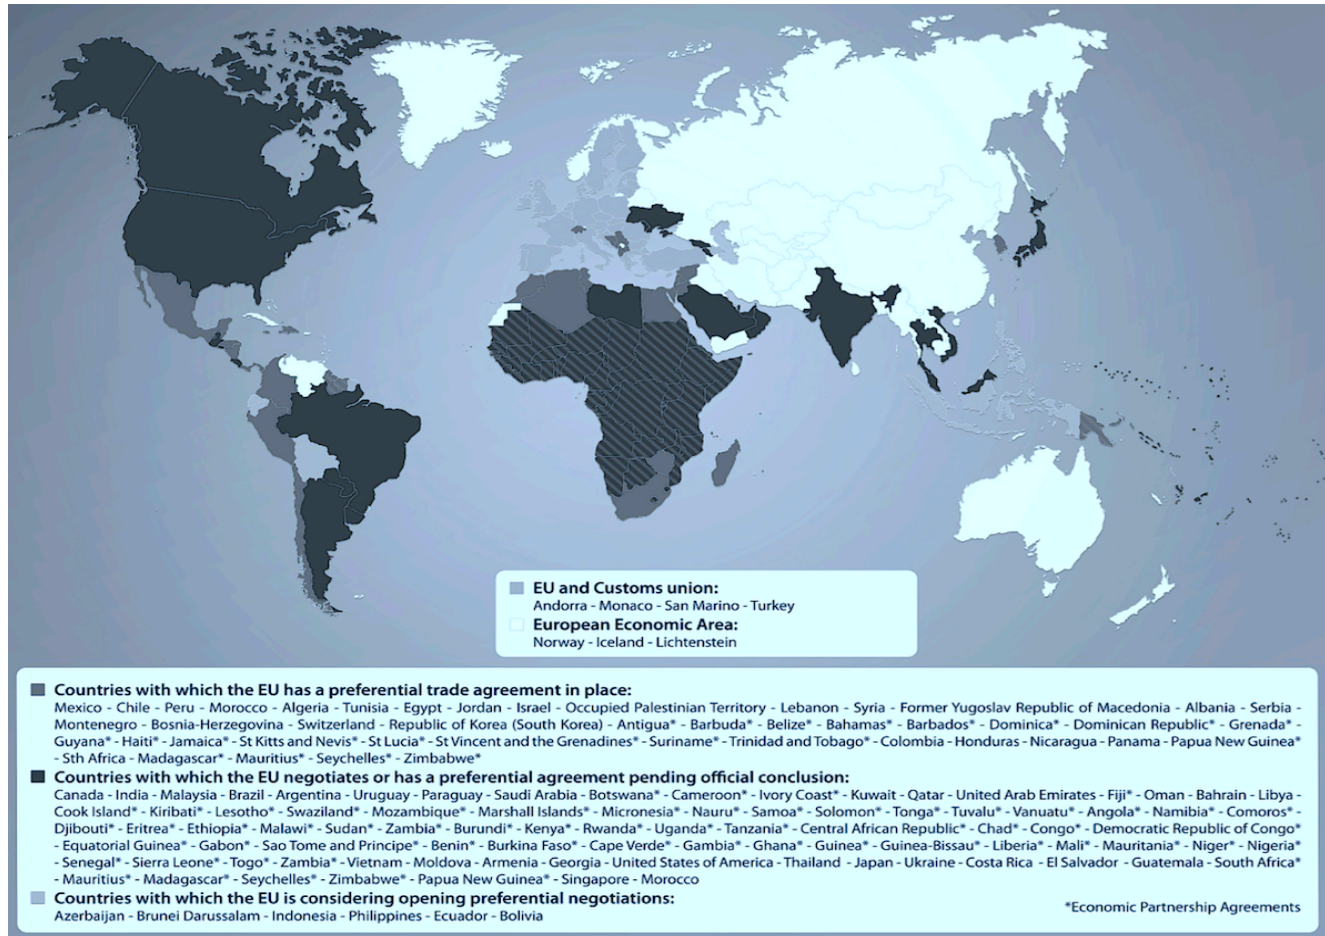 EU and Customs union:
Andorra - Monaco - San Marino - Turkey
European Economic Area:
Norway - Iceland - Lichtenstein
Countries with which the EU has a preferential trade agreement in place:
Mexico - Chile - Peru - Morocco - Algeria - Tunisia - Egypt - Jordan - Israel - Occupied Palestinian Territory - Lebanon - Syria - Former Yugoslav Republic of Macedonia - Albania - Serbia -
Montenegro - Bosnia-Herzegovina - Switzerland - Republic of Korea (South Korea) - Antigua* - Barbuda* - Belize* - Bahamas* - Barbados* - Dominica* - Dominican Republic* - Grenada* -
Guyana* - Haiti* - Jamaica* - St Kitts and Nevis* - St Lucia* - St Vincent and the Grenadines* - Suriname* - Trinidad and Tobago* - Colombia - Honduras - Nicaragua - Panama - Papua New Guinea*
- Sth Africa - Madagascar* - Mauritius* - Seychelles* - Zimbabwe*
Countries with which the EU negotiates or has a preferential agreement pending official conclusion:
Canada - India - Malaysia - Brazil - Argentina - Uruguay - Paraguay - Saudi Arabia - Botswana* - Cameroon* - Ivory Coast* - Kuwait - Qatar - United Arab Emirates - Fiji* - Oman - Bahrain - Libya -
Cook Island* - Kiribati* - Lesotho* - Swaziland* - Mozambique* - Marshall Islands* - Micronesia* - Nauru* - Samoa* - Solomon* - Tonga* - Tuvalu* - Vanuatu* - Angola* - Namibia* - Comoros* -
Djibouti* - Eritrea* - Ethiopia* - Malawi* - Sudan* - Zambia* - Burundi* - Kenya* - Rwanda* - Uganda* - Tanzania* - Central African Republic* - Chad* - Congo* - Democratic Republic of Congo*
- Equatorial Guinea* - Gabon* - Sao Tome and Principe* - Benin* - Burkina Faso* - Cape Verde* - Gambia* - Ghana* - Guinea* - Guinea-Bissau* - Liberia* - Mali* - Mauritania* - Niger* - Nigeria*
- Senegal* - Sierra Leone* - Togo* - Zambia* - Vietnam - Moldova - Armenia - Georgia - United States of America - Thailand - Japan - Ukraine - Costa Rica - El Salvador - Guatemala - South Africa*
- Mauritius* - Madagascar* - Seychelles* - Zimbabwe* - Papua New Guinea* - Singapore - Morocco
Countries with which the EU is considering opening preferential negotiations:
Azerbaijan - Brunei Darussalam - Indonesia - Philippines - Ecuador - Bolivia
*Economic Partnership Agreements